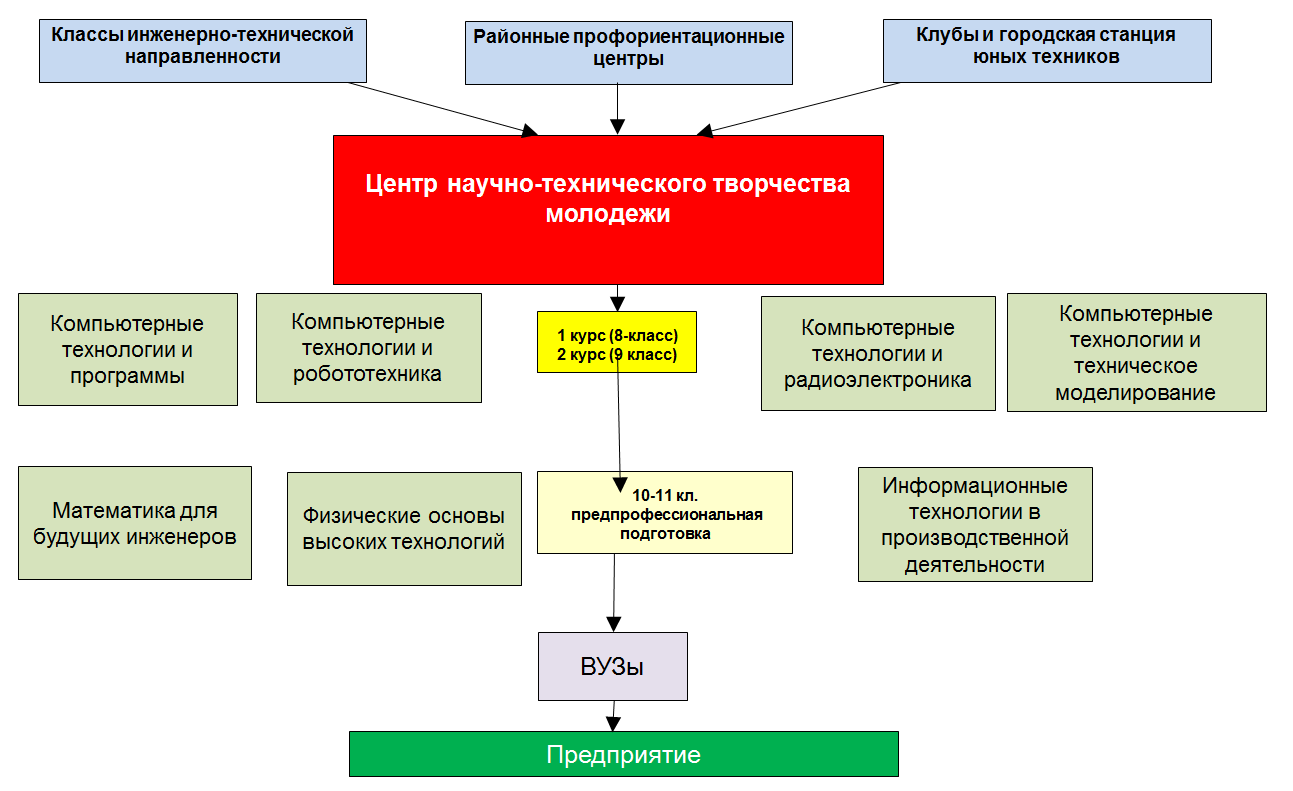 Классы инженерно-технической
направленности
Районные профориентационные
центры
Клубы и городская станция
юных техников
Центр научно-технического творчества
молодежи
Компьютерные
технологии и
программы
Компьютерные
технологии и
робототехника
1 курс (8-класс)
2 курс (9 класс)
Компьютерные
технологии и
радиоэлектроника
Компьютерные
технологии и
техническое
моделирование
Математика для
будущих инженеров
Физические основы
высоких технологий
10-11 кл.
предпрофессиональная
подготовка
Информационные
технологии в
производственной
деятельности
ВУЗы
Предприятие